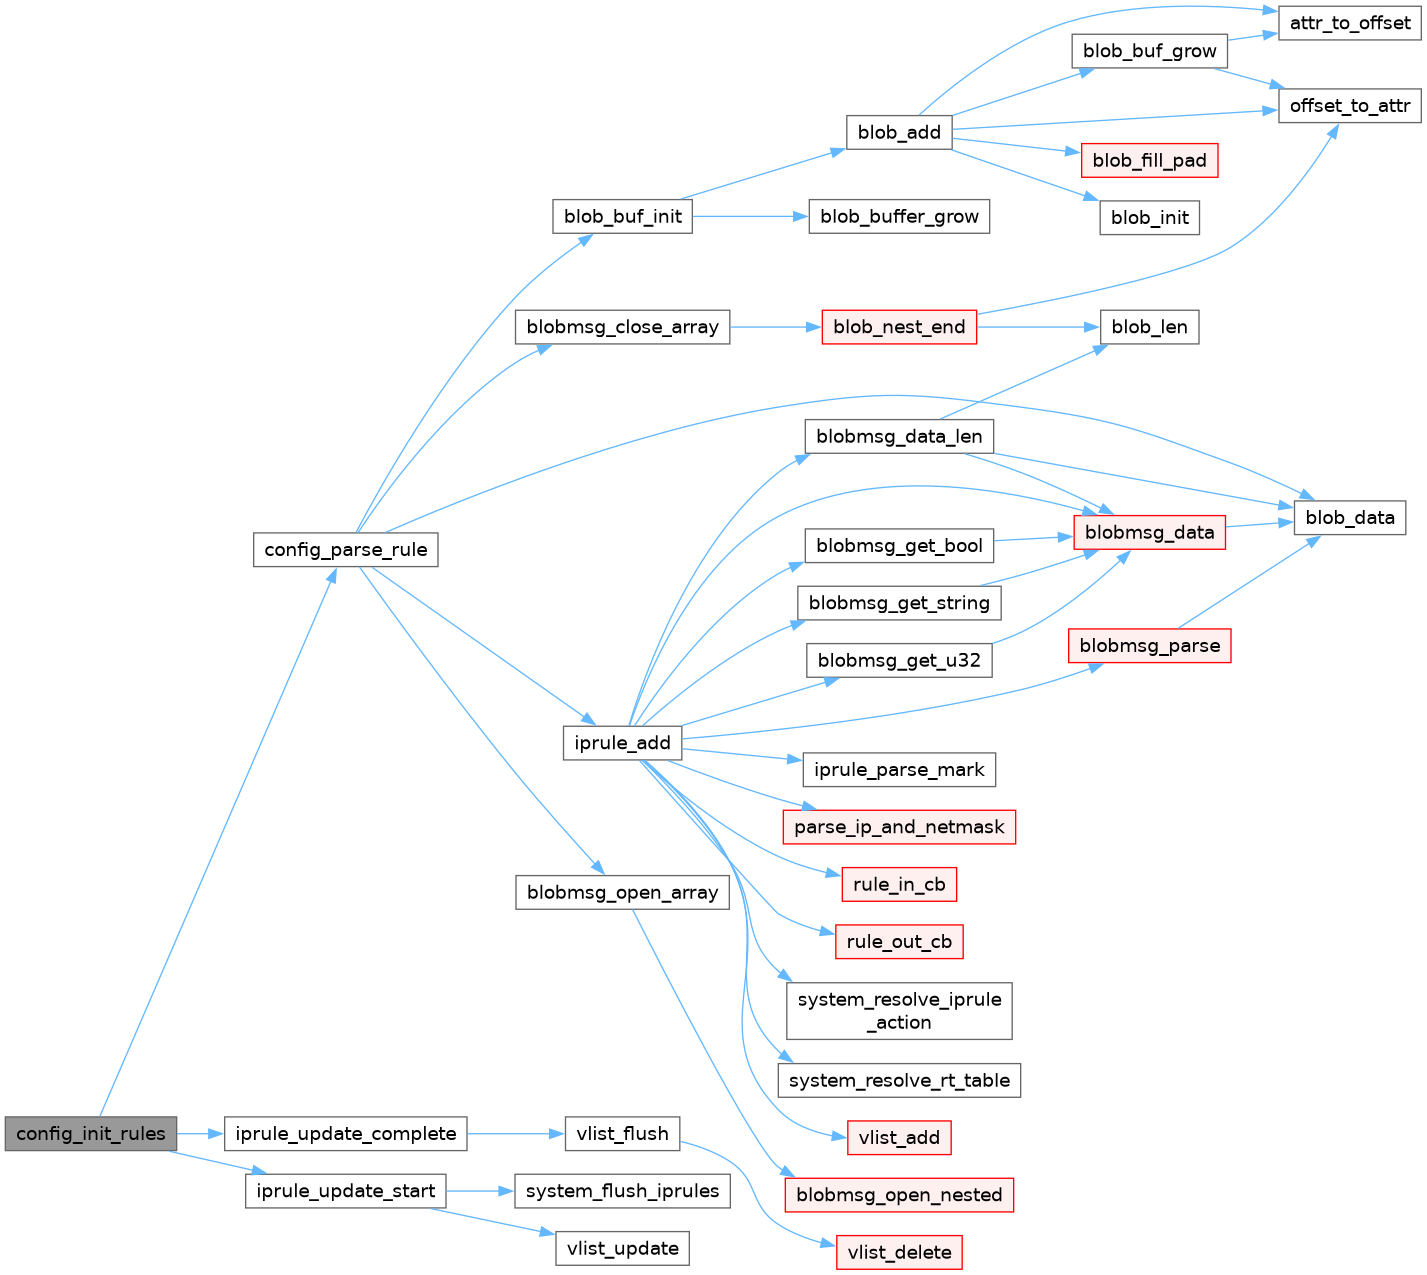 attr_to_offset
blob_buf_grow
offset_to_attr
blob_add
blob_fill_pad
blob_buf_init
blob_buffer_grow
blob_init
blobmsg_close_array
blob_nest_end
blob_len
blobmsg_data_len
blob_data
config_parse_rule
blobmsg_get_bool
blobmsg_data
blobmsg_get_string
blobmsg_get_u32
blobmsg_parse
iprule_add
iprule_parse_mark
parse_ip_and_netmask
rule_in_cb
blobmsg_open_array
rule_out_cb
system_resolve_iprule
_action
system_resolve_rt_table
config_init_rules
iprule_update_complete
vlist_flush
vlist_add
iprule_update_start
system_flush_iprules
blobmsg_open_nested
vlist_update
vlist_delete